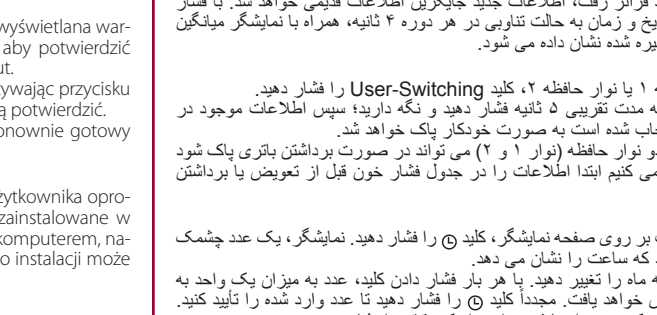 wyświetlana war-
aby potwierdzić
ut.
ywając przycisku
ą potwierdzić.
onownie gotowy
żytkownika opro-
zainstalowane w
komputerem, na-
o instalacji może
فراتر رفت، اطلاعات جدید جایگزین اطلاعات قدیمی خواهد شد. با فشار
یخ و زمان به حالت تناوبی در هر دوره ۴ ثانیه، همراه با نمایشگر میانگین
یره شده نشان داده می شود.
۱ یا نوار حافظه ۲، کلید User-Switching را فشار دهید.
ه مدت تقریبی ۵ ثانیه فشار دهید و نگه دارید؛ سپس اطلاعات موجود در
خاب شده است به صورت خودکار پاک خواهد شد.
دو نوار حافظه (نوار ۱ و ۲) می تواند در صورت برداشتن باتری پاک شود
می کنیم ابتدا اطلاعات را در جدول فشار خون قبل از تعویض یا برداشتن
بر روی صفحه نمایشگر، کلید را فشار دهید. نمایشگر، یک عدد چشمک
که ساعت را نشان می دهد.
ه ماه را تغییر دهید. با هر بار فشار دادن کلید، عدد به میزان یک واحد به
ش خواهد یافت. مجدداً کلید را فشار دهید تا عدد وارد شده را تأیید کنید.